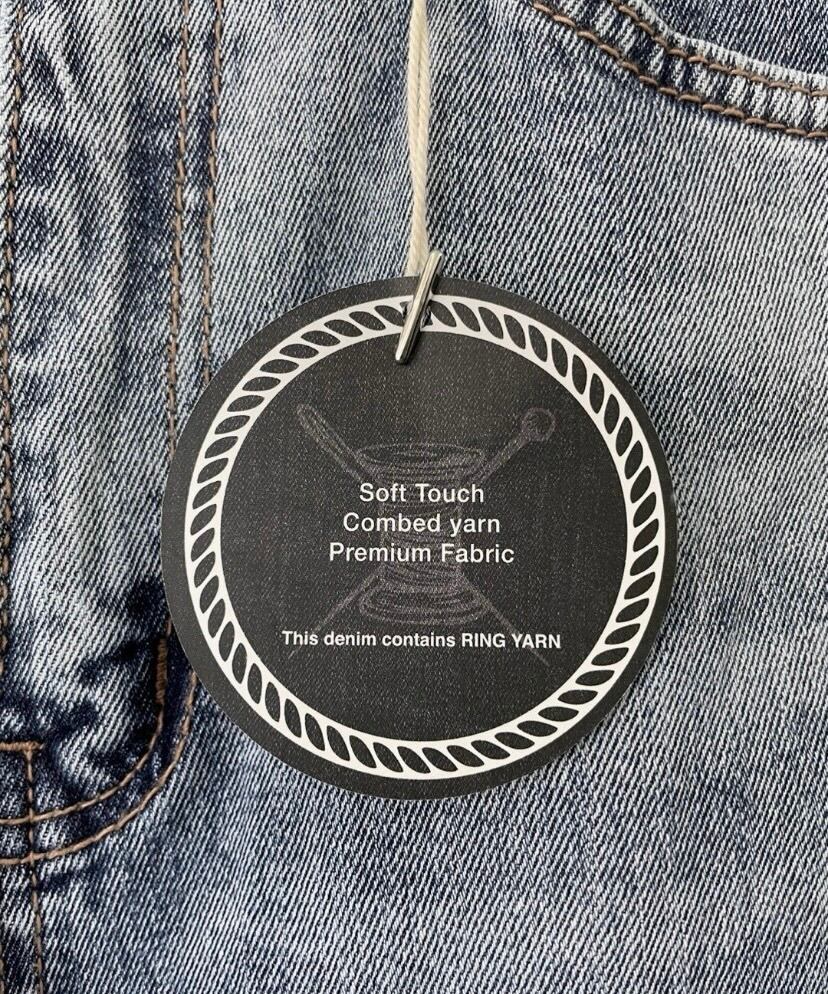 Soft Touch
Combed yarn
Premium Fabric
This denim contains RING YARN